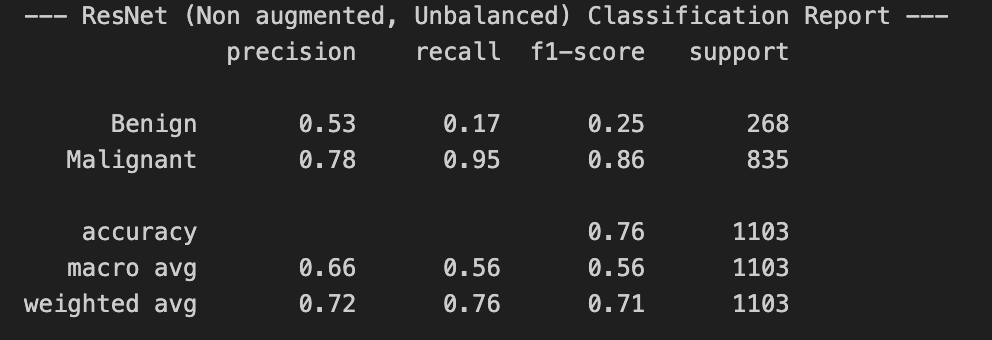 --- ResNet (Non augmented, Unbalanced) Classification Report ---
precision recall f1-score support
Benign 0.53 0.17 0.25 268
Malignant 0.78 0.95 0.86 835
accuracy 0.76 1103
macro avg 0.66 0.56 0.56 1103
weighted avg 0.72 0.76 0.71 1103